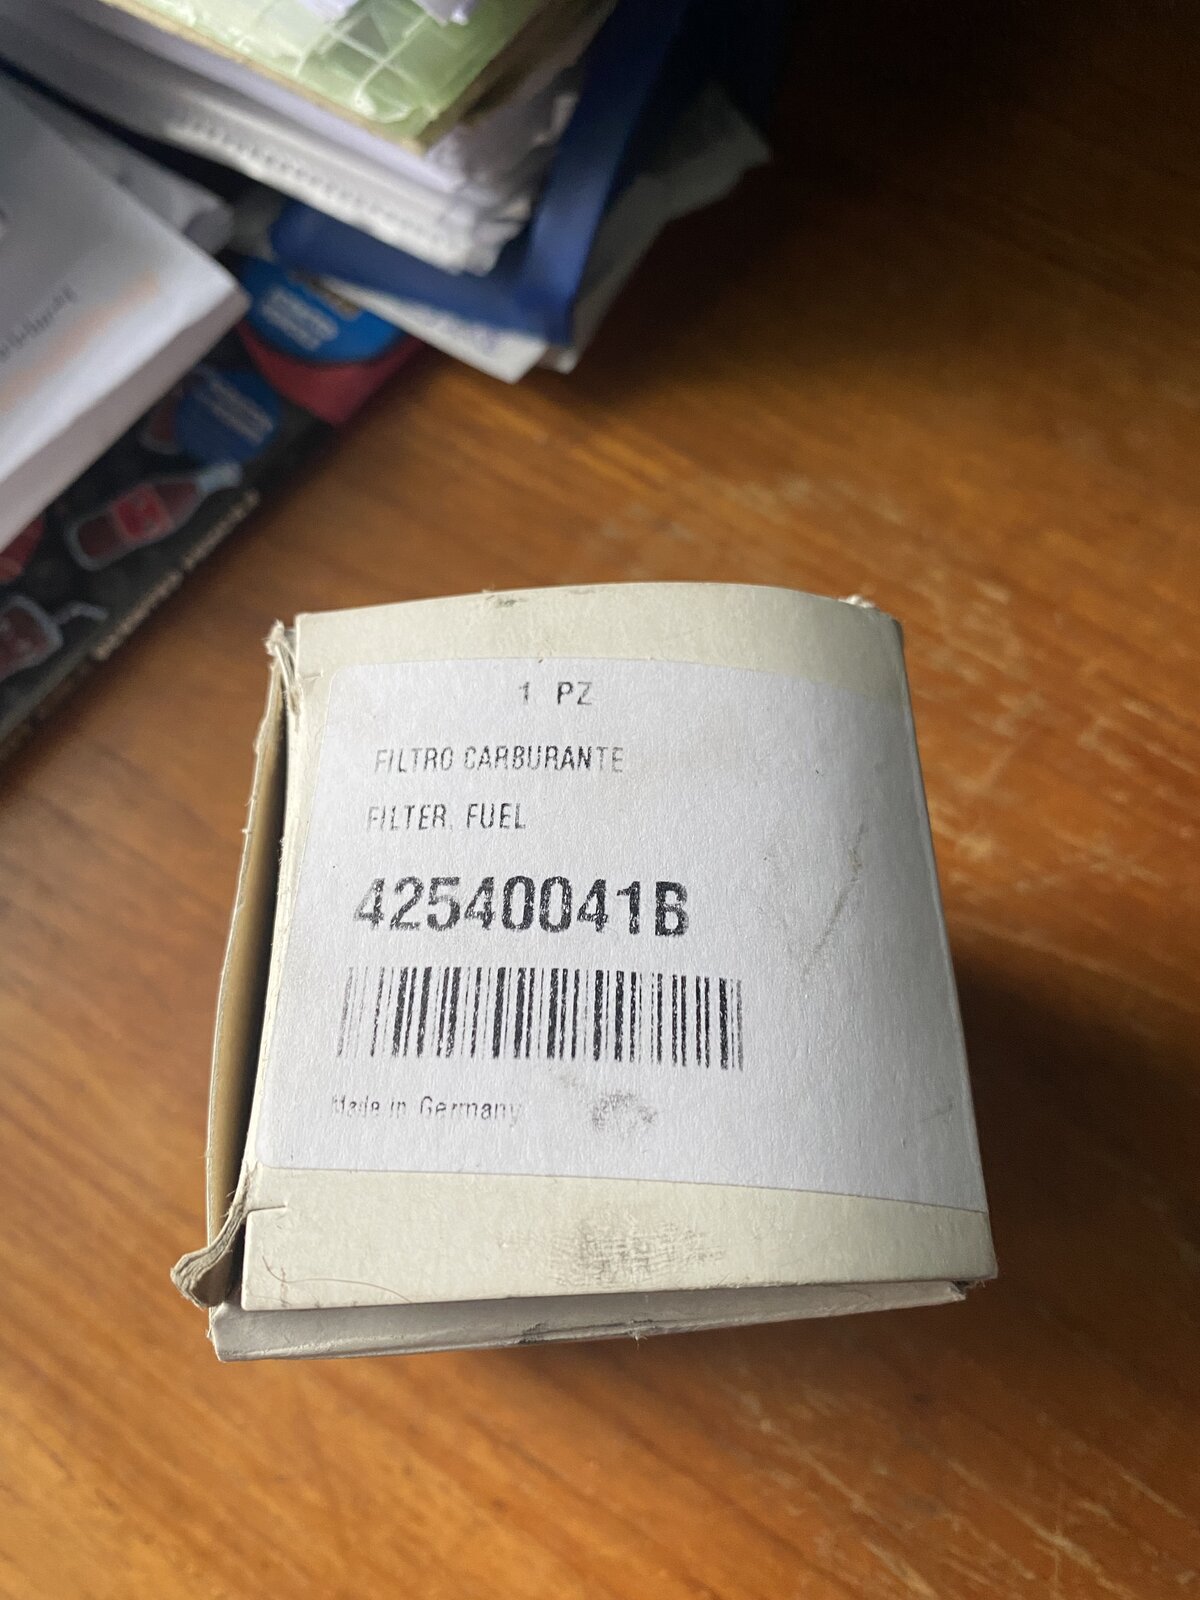 1 PZ
FILTRO CARBURANTE
FILTER, FUEL
42540041B
Made in Germany